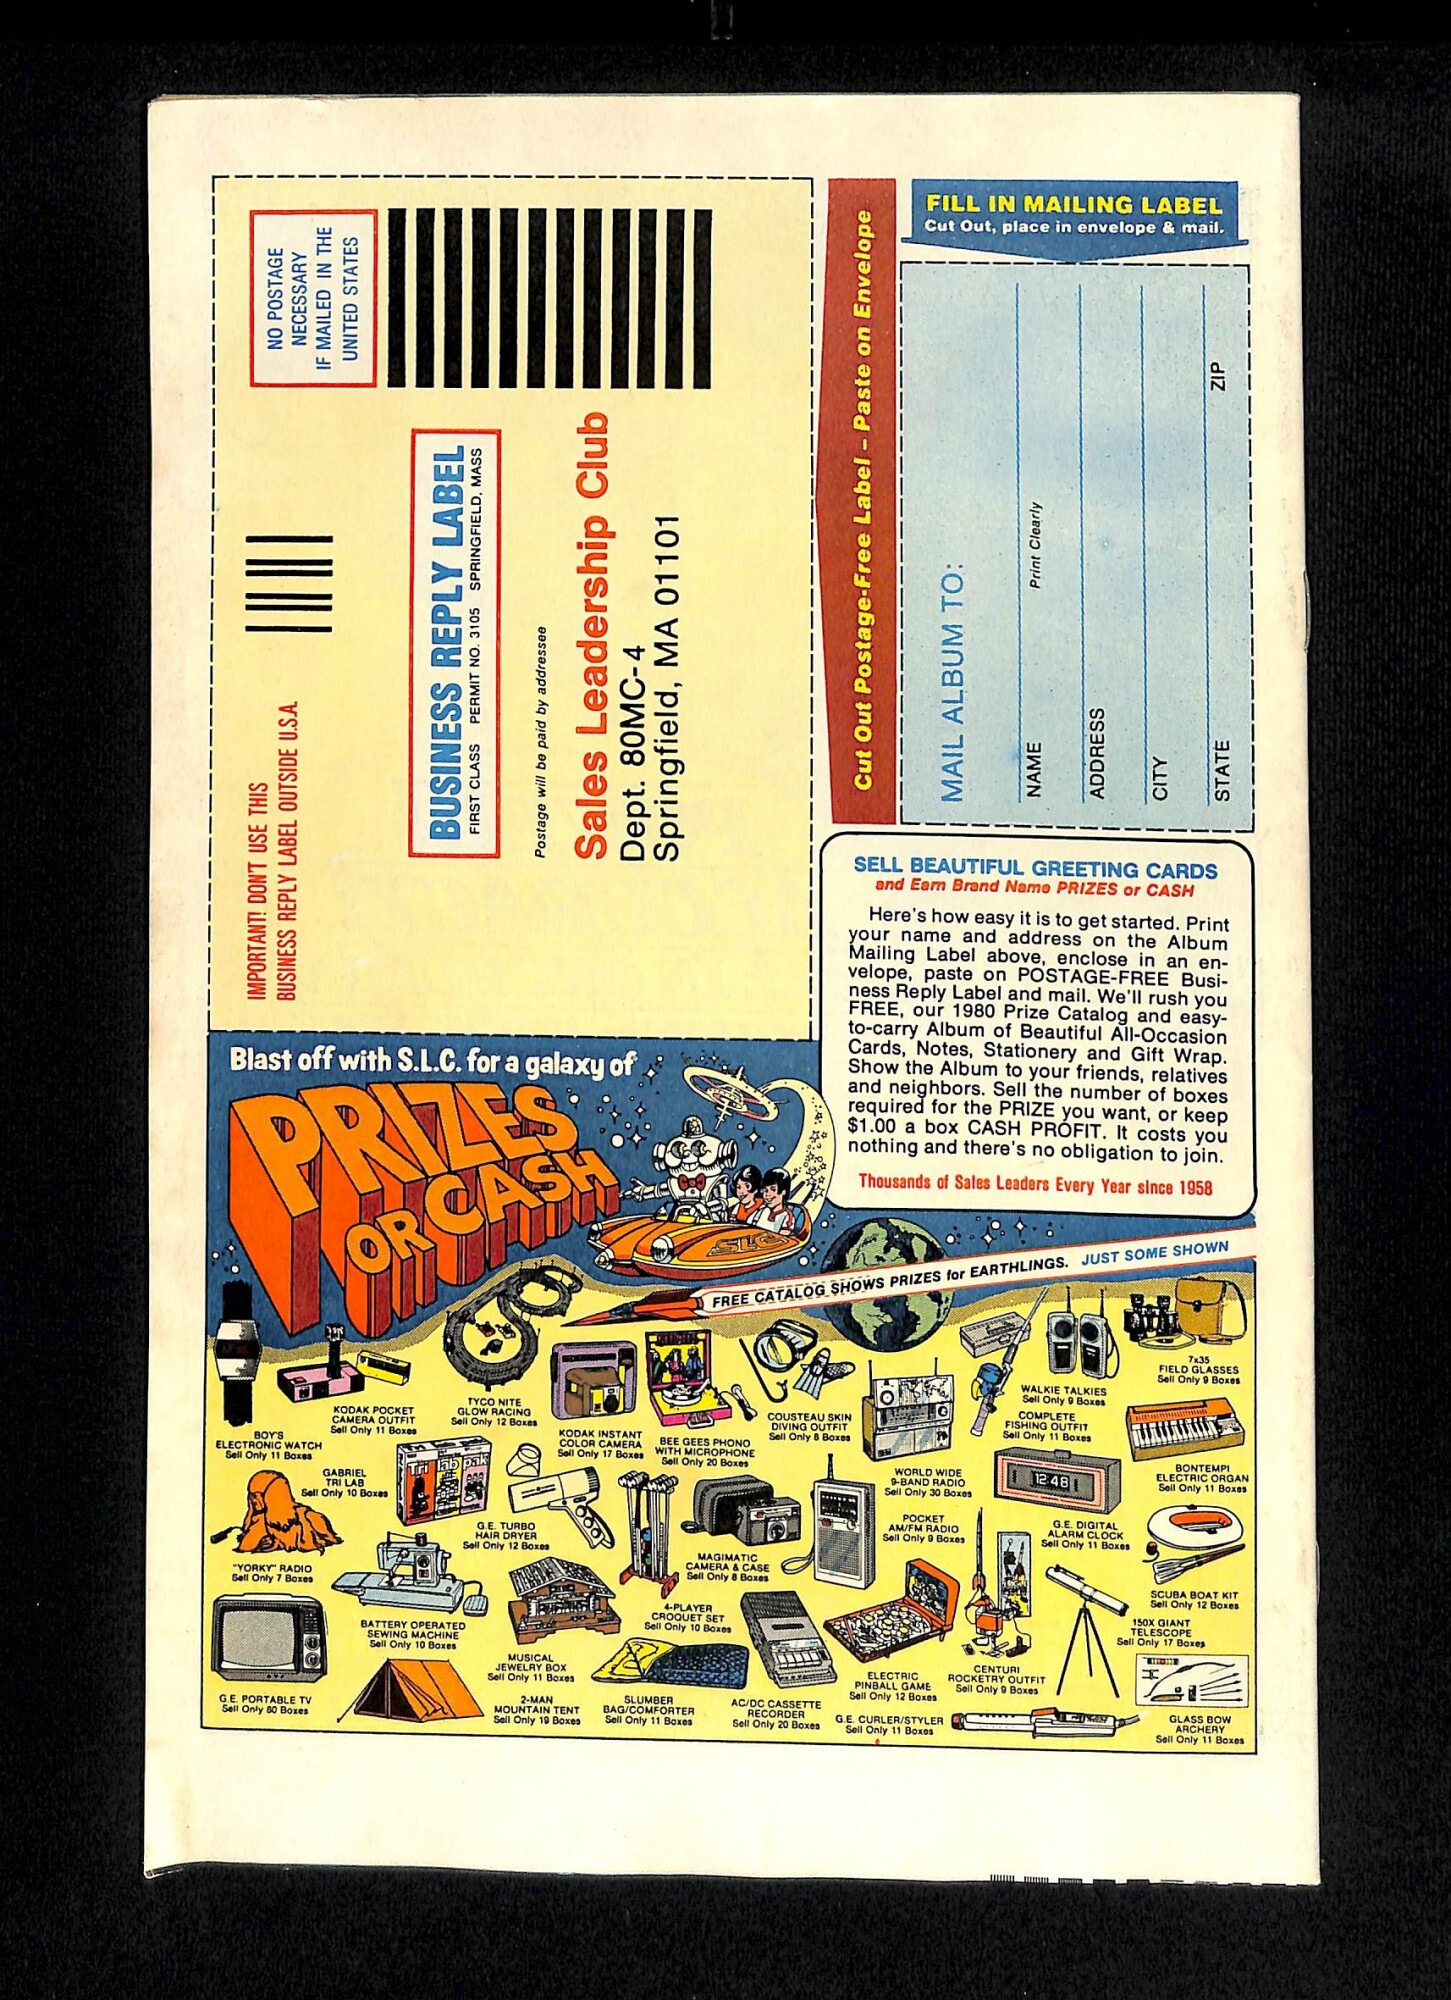 NO POSTAGE
NECESSARY
IF MAILED IN THE
UNITED STATES
IMPORTANT! DON'T USE THIS
BUSINESS REPLY LABEL OUTSIDE U.S.A.
BUSINESS REPLY LABEL
FIRST CLASS PERMIT NO. 3105 SPRINGFIELD, MASS
Postage will be paid by addressee
Sales Leadership Club
Dept. 80MC-4
Springfield, MA 01101
Cut Out Postage-Free Label – Paste on Envelope
FILL IN MAILING LABEL
Cut Out, place in envelope & mail.
MAIL ALBUM TO:
NAME
Print Clearly
ADDRESS
CITY
STATE ZIP
SELL BEAUTIFUL GREETING CARDS
and Earn Brand Name PRIZES or CASH
Here's how easy it is to get started. Print
your name and address on the Album
Mailing Label above, enclose in an en-
velope, paste on POSTAGE-FREE Busi-
ness Reply Label and mail. We'll rush you
FREE, our 1980 Prize Catalog and easy-
to-carry Album of Beautiful All-Occasion
Cards, Notes, Stationery and Gift Wrap.
Show the Album to your friends, relatives
and neighbors. Sell the number of boxes
required for the PRIZE you want, or keep
$1.00 a box CASH PROFIT. It costs you
nothing and there's no obligation to join.
Thousands of Sales Leaders Every Year since 1958
Blast off with S.L.C. for a galaxy of
PRIZES
OR CASH
SLC
FREE CATALOG SHOWS PRIZES for EARTHLINGS. JUST SOME SHOWN
BOY'S
ELECTRONIC WATCH
Sell Only 11 Boxes
KODAK POCKET
CAMERA OUTFIT
Sell Only 11 Boxes
TYCO NITE
GLOW RACING
Sell Only 12 Boxes
KODAK INSTANT
COLOR CAMERA
Sell Only 17 Boxes
BEE GEES PHONO
WITH MICROPHONE
Sell Only 20 Boxes
COUSTEAU SKIN
DIVING OUTFIT
Sell Only 8 Boxes
WORLD WIDE
9-BAND RADIO
Sell Only 30 Boxes
WALKIE TALKIES
Sell Only 9 Boxes
COMPLETE
FISHING OUTFIT
Sell Only 11 Boxes
7x35
FIELD GLASSES
Sell Only 9 Boxes
BONTEMPI
ELECTRIC ORGAN
Sell Only 11 Boxes
GABRIEL
TRI LAB
Sell Only 10 Boxes
Tri lab pak
G.E. TURBO
HAIR DRYER
Sell Only 12 Boxes
MAGIMATIC
CAMERA & CASE
Sell Only 8 Boxes
POCKET
AM/FM RADIO
Sell Only 9 Boxes
12:48
G.E. DIGITAL
ALARM CLOCK
Sell Only 11 Boxes
SCUBA BOAT KIT
Sell Only 12 Boxes
"YORKY" RADIO
Sell Only 7 Boxes
BATTERY OPERATED
SEWING MACHINE
Sell Only 10 Boxes
MUSICAL
JEWELRY BOX
Sell Only 11 Boxes
4-PLAYER
CROQUET SET
Sell Only 10 Boxes
150X GIANT
TELESCOPE
Sell Only 17 Boxes
G.E. PORTABLE TV
Sell Only 80 Boxes
2-MAN
MOUNTAIN TENT
Sell Only 19 Boxes
SLUMBER
BAG/COMFORTER
Sell Only 11 Boxes
AC/DC CASSETTE
RECORDER
Sell Only 20 Boxes
ELECTRIC
PINBALL GAME
Sell Only 12 Boxes
CENTURI
ROCKETRY OUTFIT
Sell Only 9 Boxes
G.E. CURLER/STYLER
Sell Only 11 Boxes
GLASS BOW
ARCHERY
Sell Only 11 Boxes